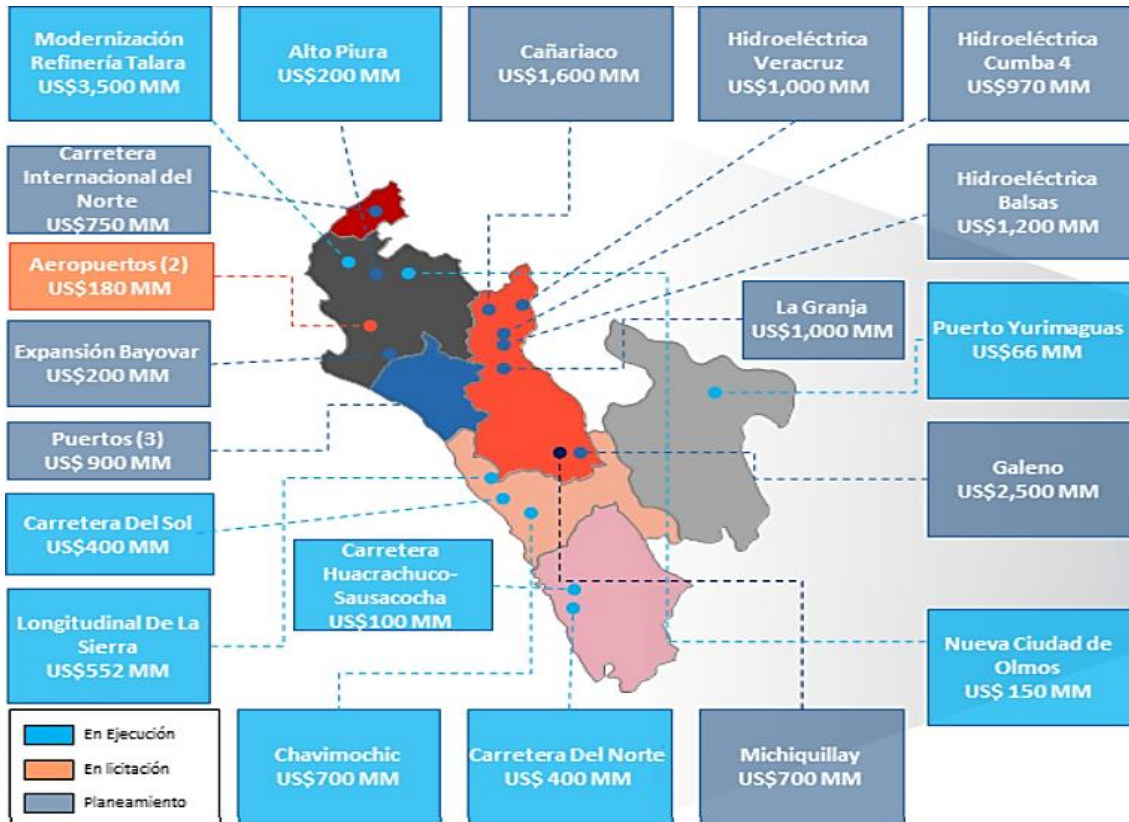 Modernización
Refinería Talara
US$3,500 MM
Alto Piura
US$200 MM
Cañariaco
US$1,600 MM
Hidroeléctrica
Veracruz
US$1,000 MM
Hidroeléctrica
Cumba 4
US$970 MM
Carretera
Internacional del
Norte
US$750 MM
Hidroeléctrica
Balsas
US$1,200 MM
Aeropuertos (2)
US$180 MM
La Granja
US$1,000 MM
Puerto Yurimaguas
US$66 MM
Expansión Bayovar
US$200 MM
Puertos (3)
US$ 900 MM
Galeno
US$2,500 MM
Carretera Del Sol
US$400 MM
Carretera
Huacrachuco-
Sausacocha
US$100 MM
Longitudinal De La
Sierra
US$552 MM
Nueva Ciudad de
Olmos
US$ 150 MM
En Ejecución
En licitación
Planeamiento
Chavimochic
US$700 MM
Carretera Del Norte
US$ 400 MM
Michiquillay
US$700 MM